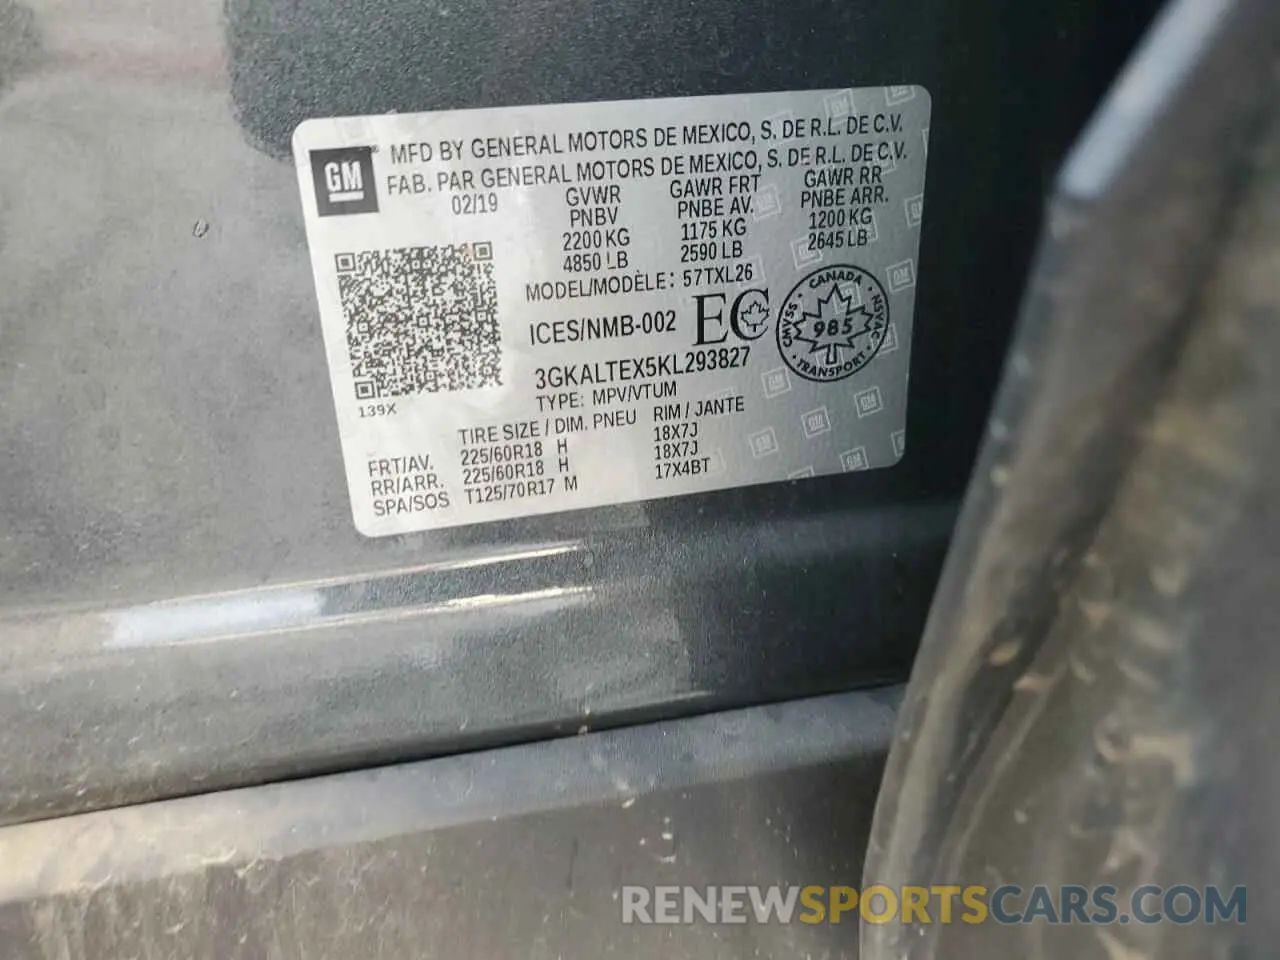 GM
MFD BY GENERAL MOTORS DE MEXICO, S. DE R.L. DE C.V.
FAB. PAR GENERAL MOTORS DE MEXICO, S. DE R.L. DE C.V.
02/19 GVWR GAWR FRT GAWR RR
PNBV PNBE AV. PNBE ARR.
2200 KG 1175 KG 1200 KG
4850 LB 2590 LB 2645 LB
MODEL/MODÈLE: 57TXL26
ICES/NMB-002 EC
CANADA
CMVSS 985 NSVAC
TRANSPORT
3GKALTEX5KL293827
TYPE: MPV/VTUM
139X
TIRE SIZE / DIM. PNEU RIM / JANTE
FRT/AV. 225/60R18 H 18X7J
RR/ARR. 225/60R18 H 18X7J
SPA/SOS T125/70R17 M 17X4BT
RENEWSPORTSCARS.COM